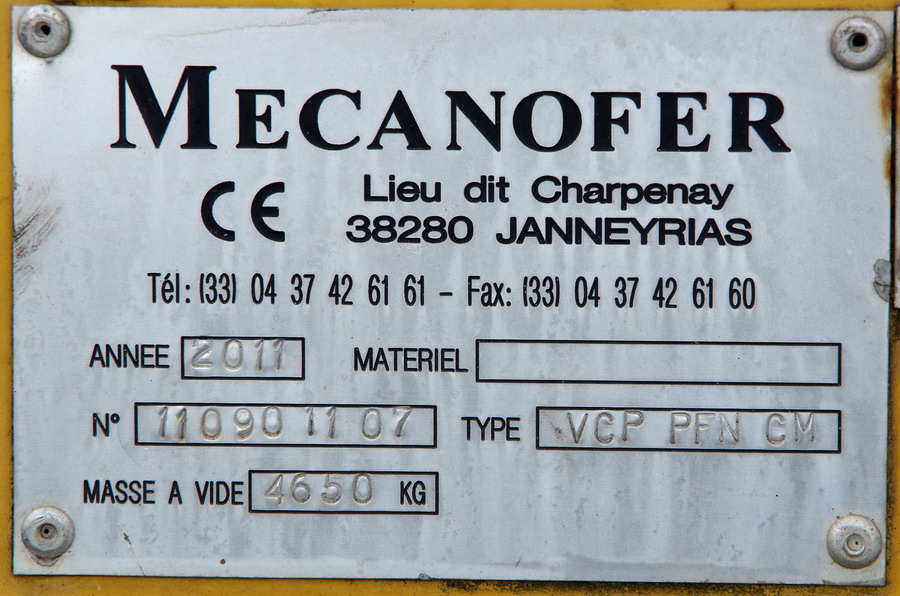 MECANOFER
CE Lieu dit Charpenay
38280 JANNEYRIAS
Tél: (33) 04 37 42 61 61 - Fax: (33) 04 37 42 61 60
ANNEE 2011 MATERIEL
N° 11090 11 07 TYPE VCP PFN CM
MASSE A VIDE 4650 KG